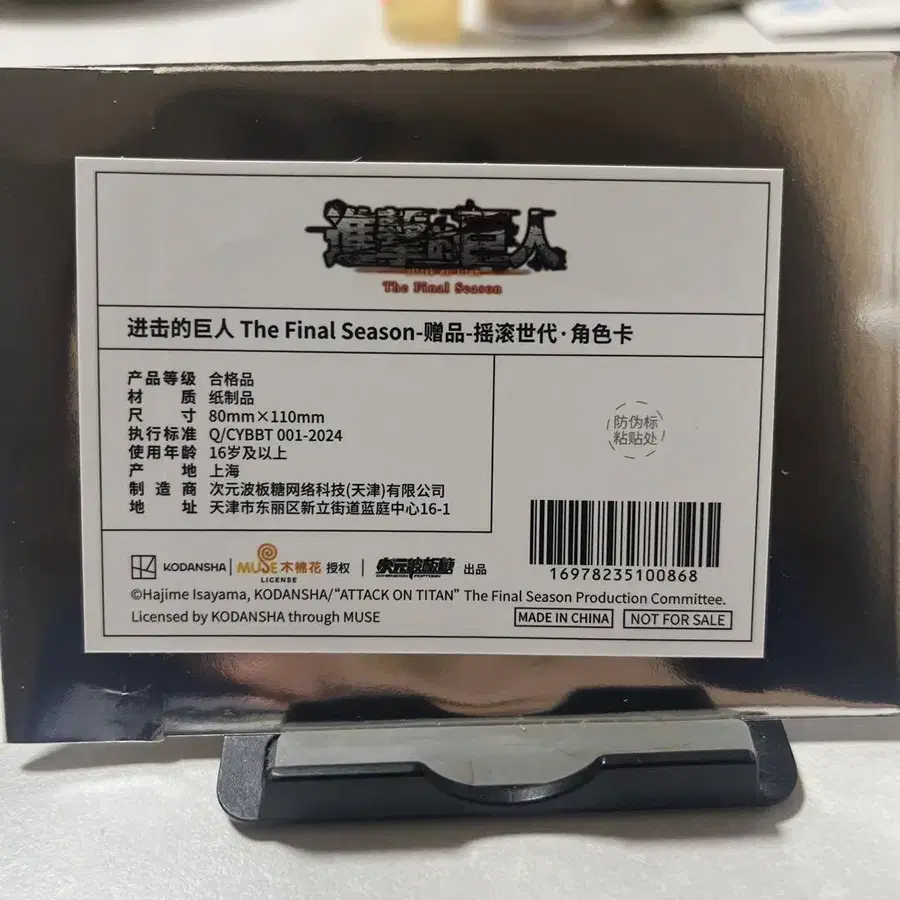 進撃的巨人
attack on titan
The Final Season
进击的巨人 The Final Season-赠品-摇滚世代·角色卡
产品等级 合格品
材 质 纸制品
尺 寸 80mm×110mm
执行标准 Q/CYBBT 001-2024
使用年龄 16岁及以上
产 地 上海
制造商 次元波板糖网络科技(天津)有限公司
地 址 天津市东丽区新立街道蓝庭中心16-1
防伪标
粘贴处
16978235100868
KODANSHA | MUSE 木棉花 授权 | 次元波板糖 出品
LICENSE
©Hajime Isayama, KODANSHA/“ATTACK ON TITAN” The Final Season Production Committee.
Licensed by KODANSHA through MUSE
MADE IN CHINA NOT FOR SALE